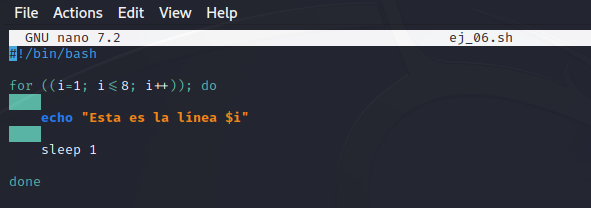 File Actions Edit View Help
GNU nano 7.2 ej_06.sh
#!/bin/bash
for ((i=1; i<=8; i++)); do
echo "Esta es la línea $i"
sleep 1
done